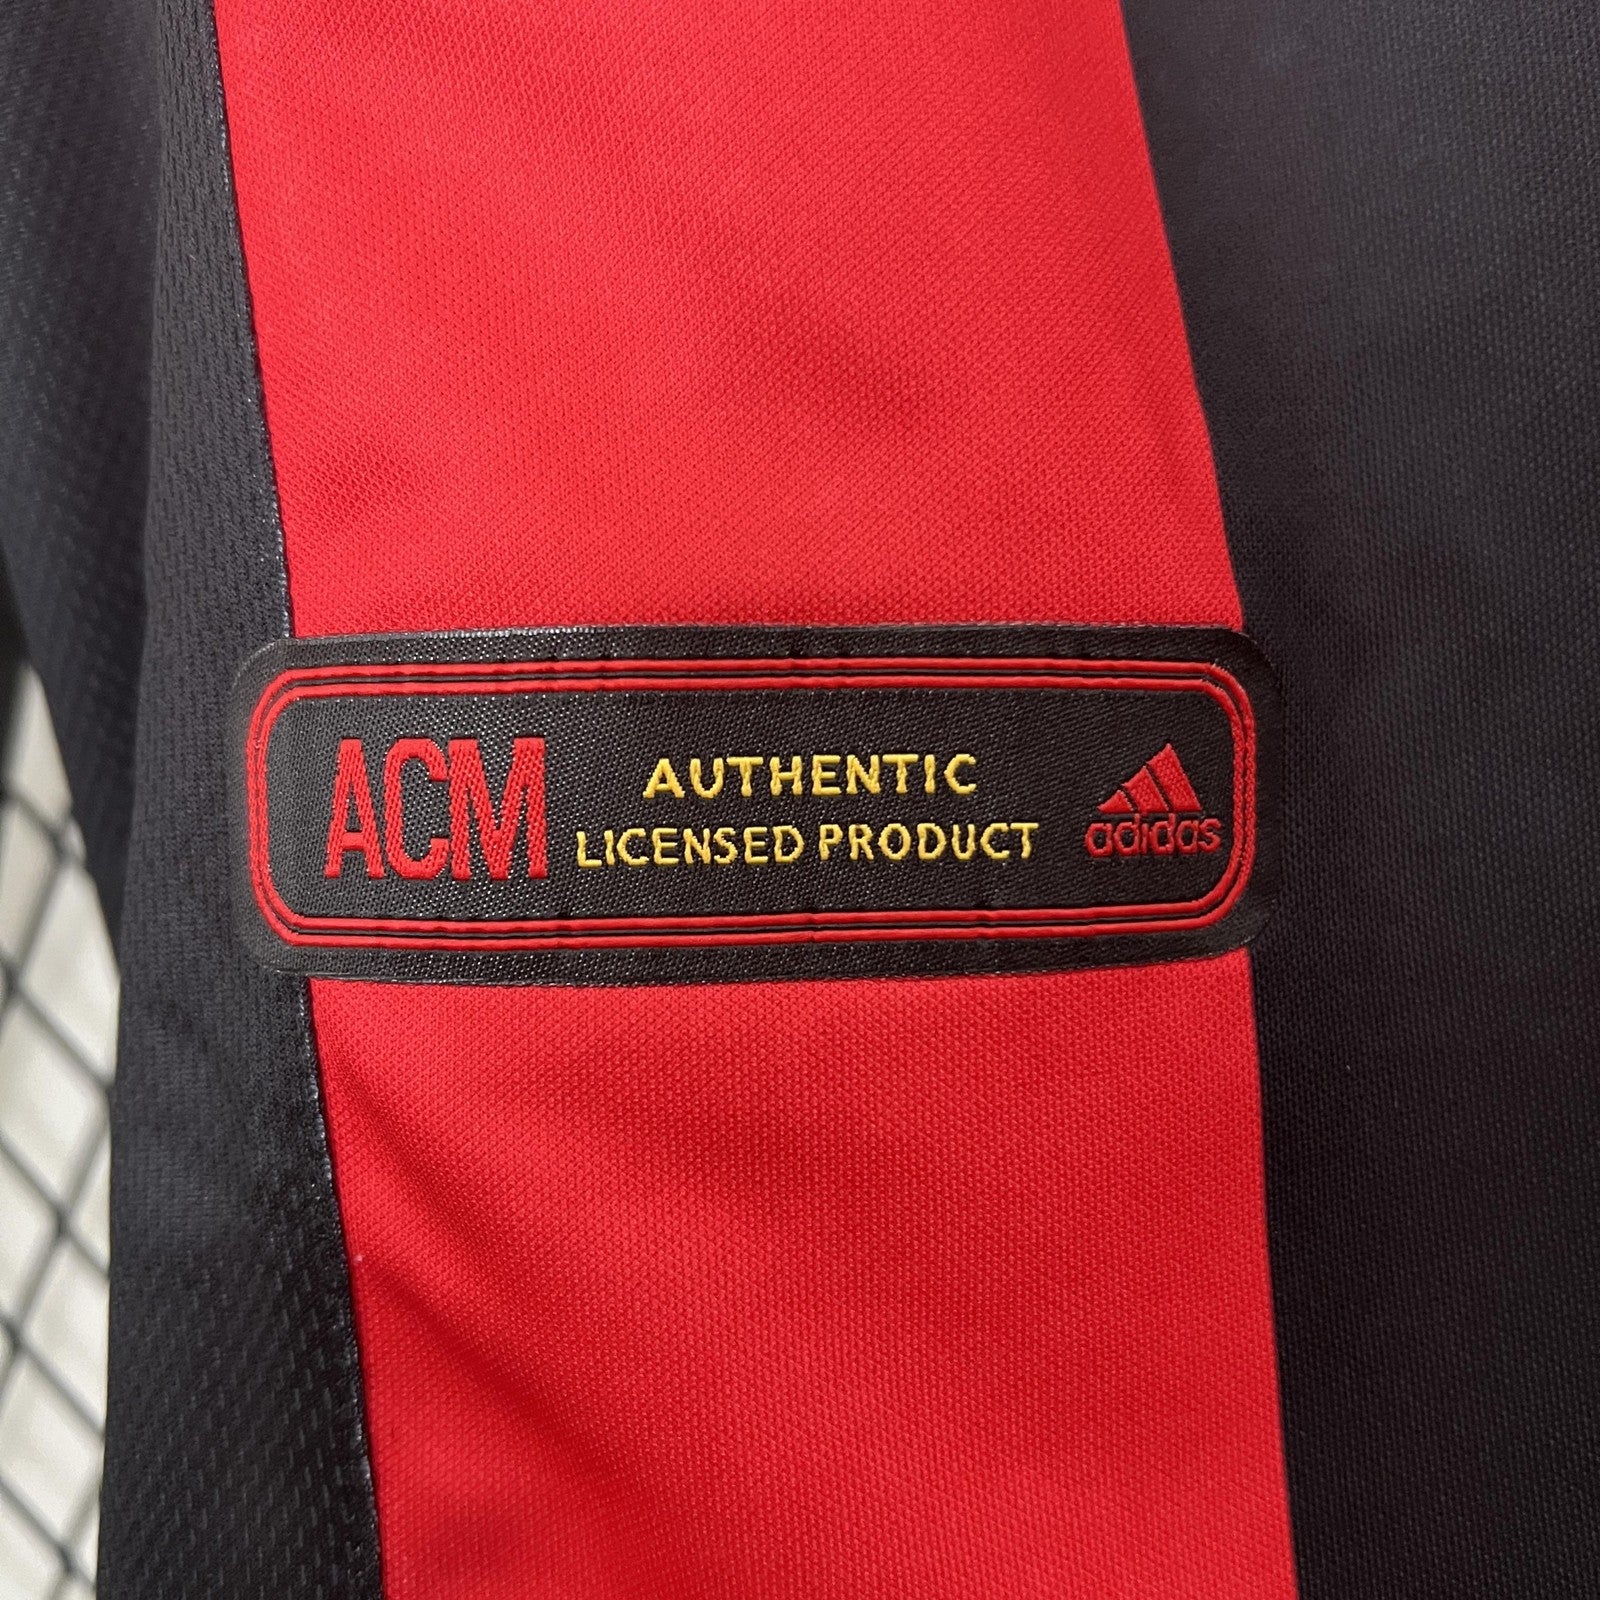 ACM
AUTHENTIC
LICENSED PRODUCT
adidas